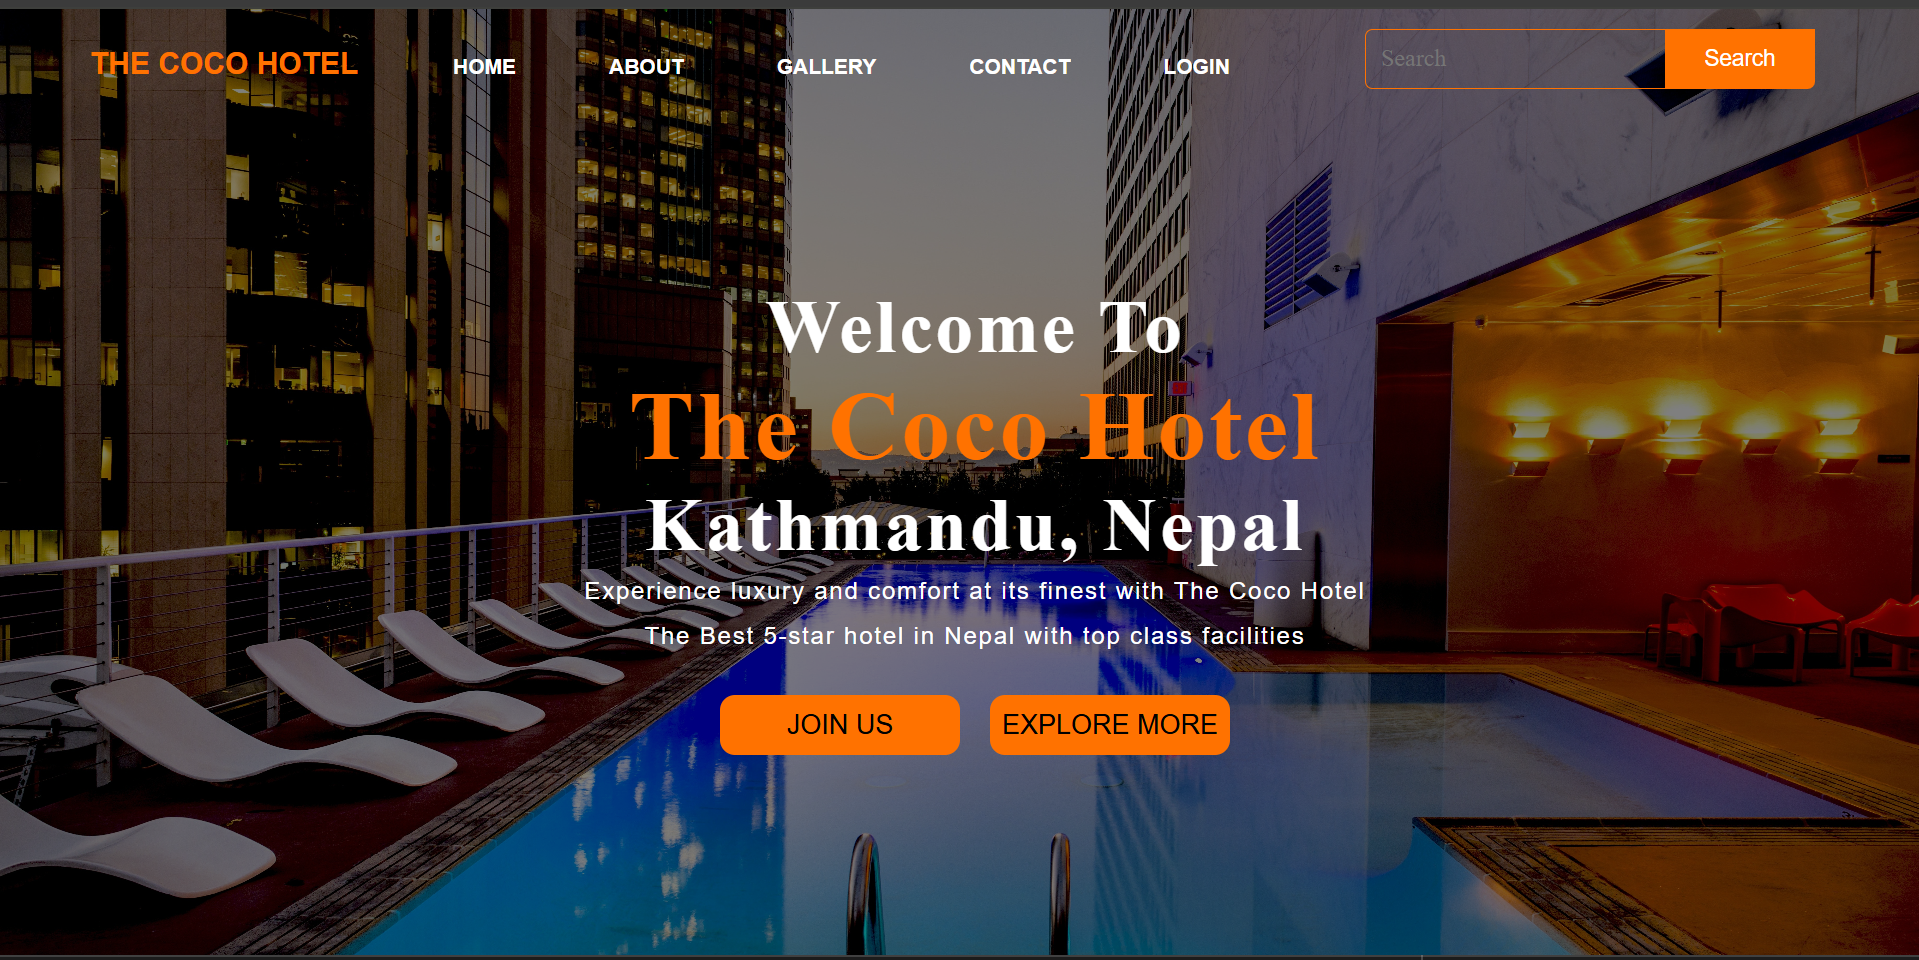 THE COCO HOTEL
HOME
ABOUT
GALLERY
CONTACT
LOGIN
Search
Search
Welcome To
The Coco Hotel
Kathmandu, Nepal
Experience luxury and comfort at its finest with The Coco Hotel
The Best 5-star hotel in Nepal with top class facilities
JOIN US
EXPLORE MORE